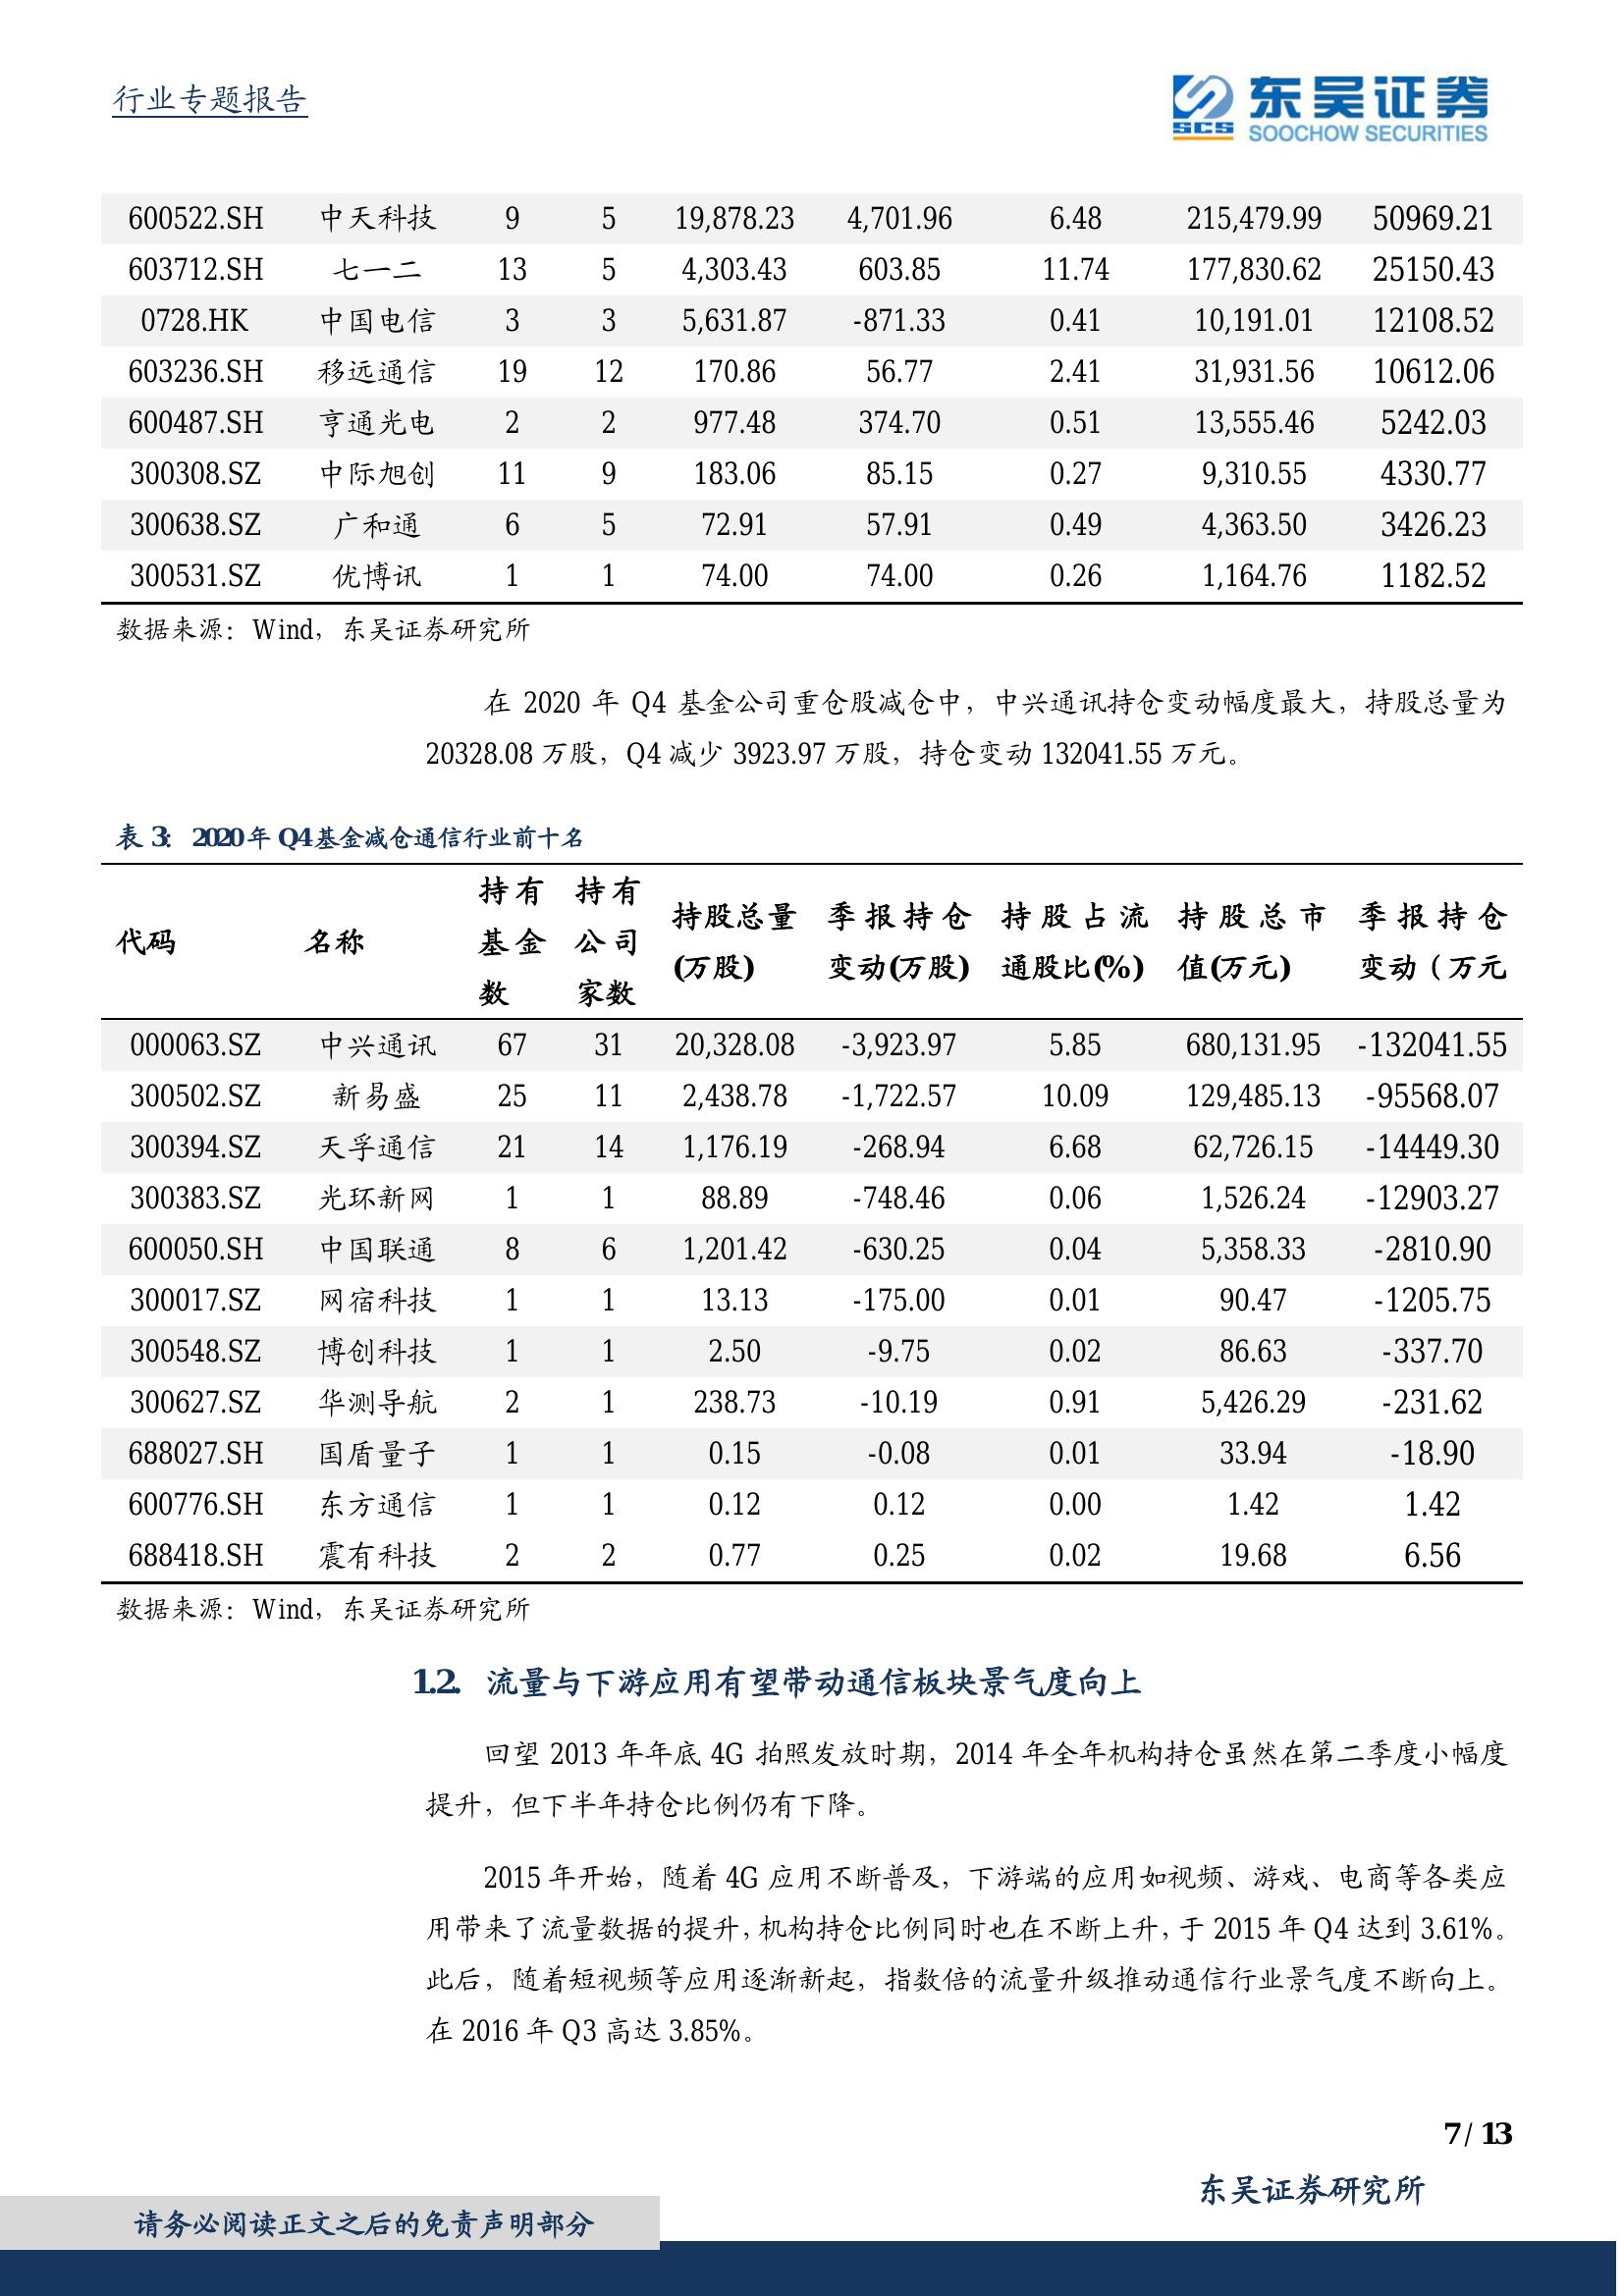 行业专题报告
东吴证券
SCS
SOOCHOW SECURITIES
600522.SH 中天科技 9 5 19,878.23 4,701.96 6.48 215,479.99 50969.21
603712.SH 七一二 13 5 4,303.43 603.85 11.74 177,830.62 25150.43
0728.HK 中国电信 3 3 5,631.87 -871.33 0.41 10,191.01 12108.52
603236.SH 移远通信 19 12 170.86 56.77 2.41 31,931.56 10612.06
600487.SH 亨通光电 2 2 977.48 374.70 0.51 13,555.46 5242.03
300308.SZ 中际旭创 11 9 183.06 85.15 0.27 9,310.55 4330.77
300638.SZ 广和通 6 5 72.91 57.91 0.49 4,363.50 3426.23
300531.SZ 优博讯 1 1 74.00 74.00 0.26 1,164.76 1182.52
数据来源：Wind，东吴证券研究所
在 2020 年 Q4 基金公司重仓股减仓中，中兴通讯持仓变动幅度最大，持股总量为
20328.08 万股，Q4 减少 3923.97 万股，持仓变动 132041.55 万元。
表 3： 2020 年 Q4 基金减仓通信行业前十名
代码 名称 持有基金数 持有公司家数 持股总量(万股) 季报持仓变动(万股) 持股占流通股比(%) 持股总市值(万元) 季报持仓变动（万元
000063.SZ 中兴通讯 67 31 20,328.08 -3,923.97 5.85 680,131.95 -132041.55
300502.SZ 新易盛 25 11 2,438.78 -1,722.57 10.09 129,485.13 -95568.07
300394.SZ 天孚通信 21 14 1,176.19 -268.94 6.68 62,726.15 -14449.30
300383.SZ 光环新网 1 1 88.89 -748.46 0.06 1,526.24 -12903.27
600050.SH 中国联通 8 6 1,201.42 -630.25 0.04 5,358.33 -2810.90
300017.SZ 网宿科技 1 1 13.13 -175.00 0.01 90.47 -1205.75
300548.SZ 博创科技 1 1 2.50 -9.75 0.02 86.63 -337.70
300627.SZ 华测导航 2 1 238.73 -10.19 0.91 5,426.29 -231.62
688027.SH 国盾量子 1 1 0.15 -0.08 0.01 33.94 -18.90
600776.SH 东方通信 1 1 0.12 0.12 0.00 1.42 1.42
688418.SH 震有科技 2 2 0.77 0.25 0.02 19.68 6.56
数据来源：Wind，东吴证券研究所
1.2. 流量与下游应用有望带动通信板块景气度向上
回望 2013 年年底 4G 拍照发放时期，2014 年全年机构持仓虽然在第二季度小幅度
提升，但下半年持仓比例仍有下降。
2015 年开始，随着 4G 应用不断普及，下游端的应用如视频、游戏、电商等各类应
用带来了流量数据的提升，机构持仓比例同时也在不断上升，于 2015 年 Q4 达到 3.61%。
此后，随着短视频等应用逐渐新起，指数倍的流量升级推动通信行业景气度不断向上。
在 2016 年 Q3 高达 3.85%。
7 / 13
东吴证券研究所
请务必阅读正文之后的免责声明部分